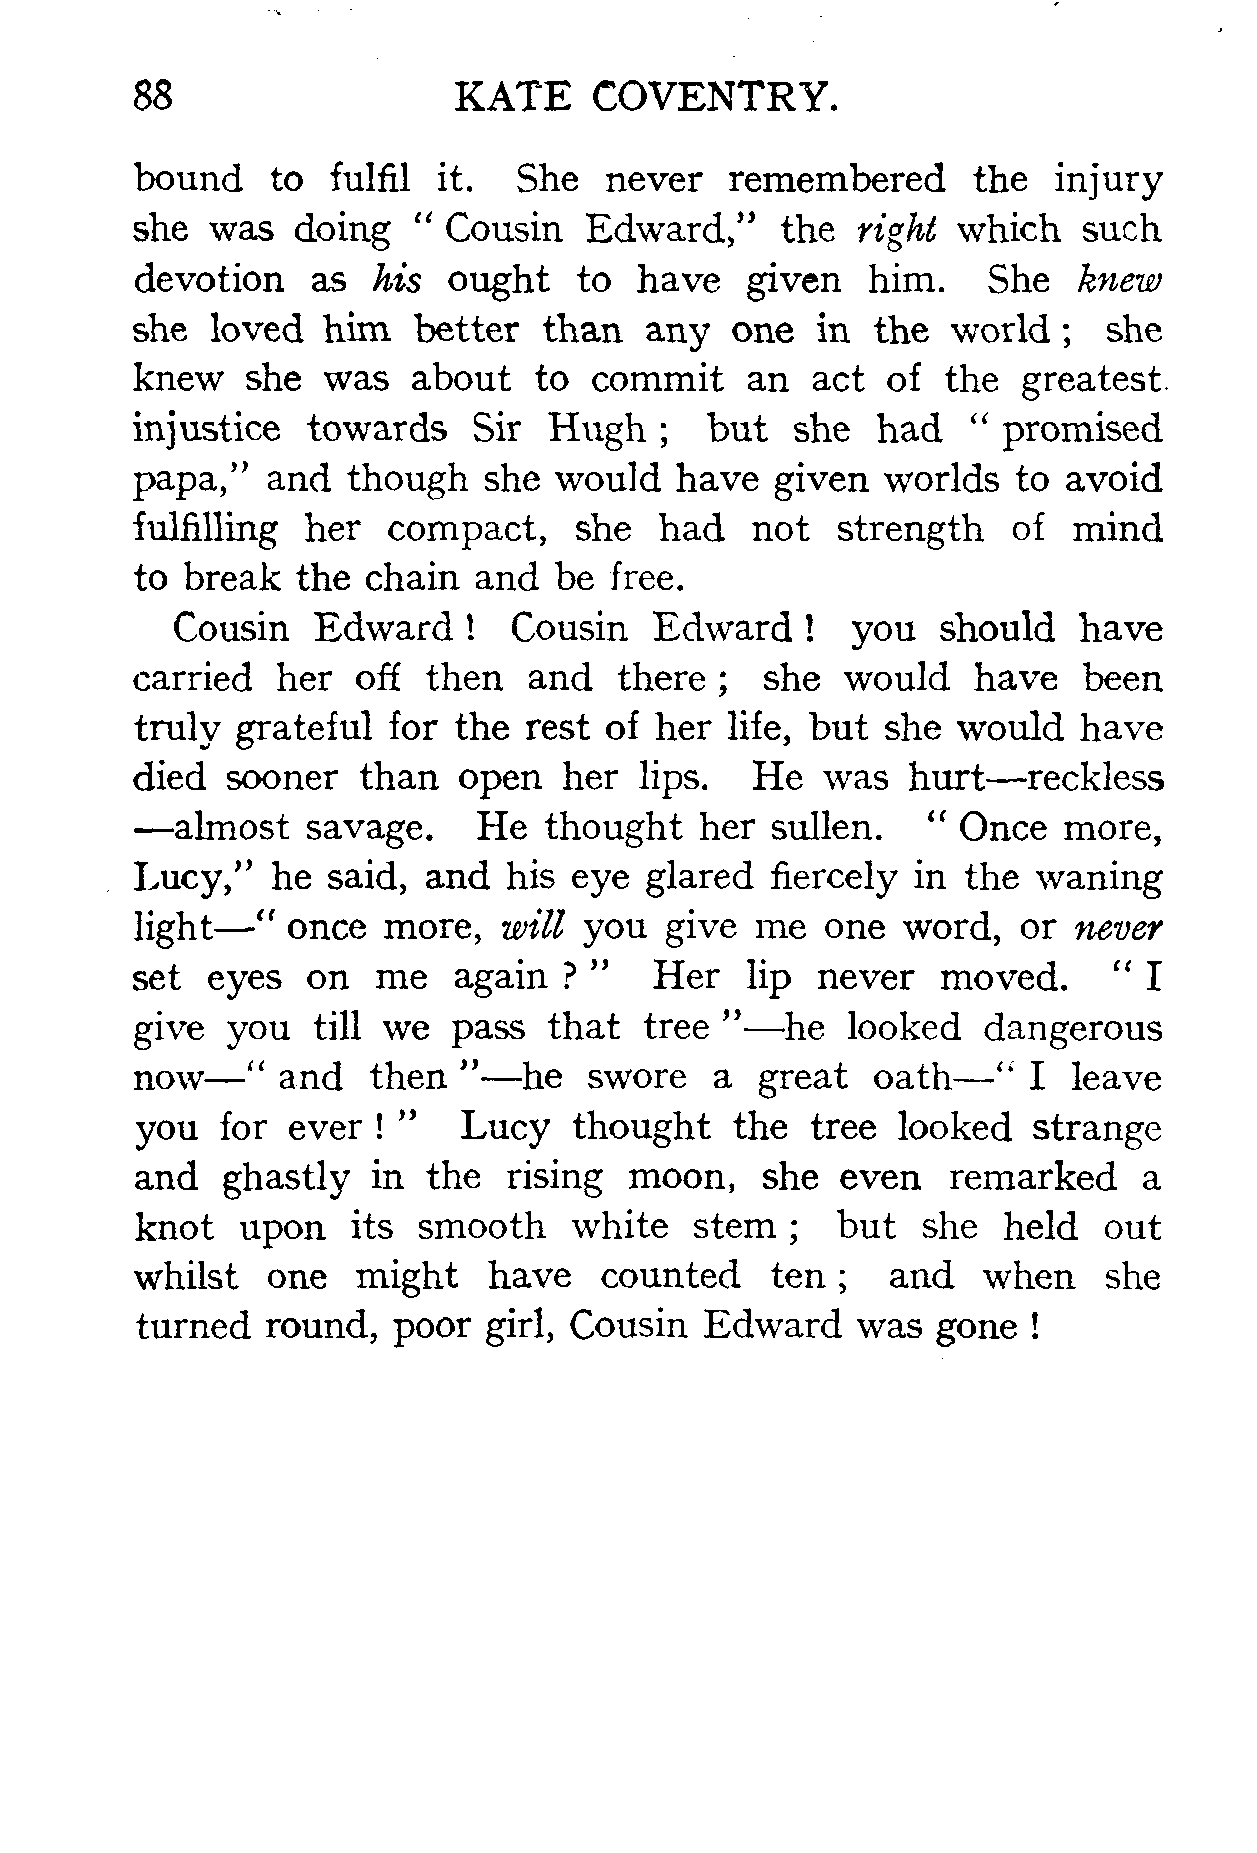 88 KATE COVENTRY.
bound to fulfil it. She never remembered the injury
she was doing “ Cousin Edward,” the right which such
devotion as his ought to have given him. She knew
she loved him better than any one in the world ; she
knew she was about to commit an act of the greatest
injustice towards Sir Hugh ; but she had “ promised
papa,” and though she would have given worlds to avoid
fulfilling her compact, she had not strength of mind
to break the chain and be free.
Cousin Edward ! Cousin Edward ! you should have
carried her off then and there ; she would have been
truly grateful for the rest of her life, but she would have
died sooner than open her lips. He was hurt—reckless
—almost savage. He thought her sullen. “ Once more,
Lucy,” he said, and his eye glared fiercely in the waning
light—“ once more, will you give me one word, or never
set eyes on me again ? ” Her lip never moved. “ I
give you till we pass that tree ”—he looked dangerous
now—“ and then ”—he swore a great oath—“ I leave
you for ever ! ” Lucy thought the tree looked strange
and ghastly in the rising moon, she even remarked a
knot upon its smooth white stem ; but she held out
whilst one might have counted ten ; and when she
turned round, poor girl, Cousin Edward was gone !